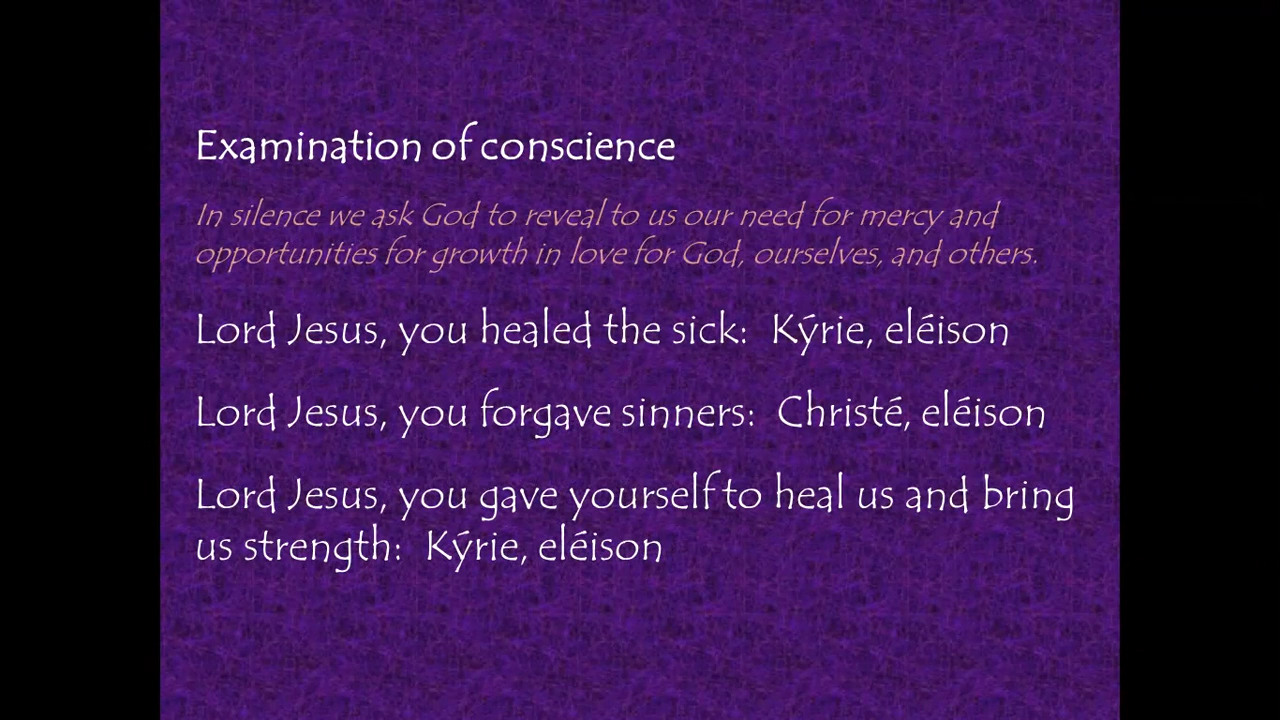 Examination of conscience
In silence we ask God to reveal to us our need for mercy and
opportunities for growth in love for God, ourselves, and others.
Lord Jesus, you healed the sick:  Kýrie, eléison
Lord Jesus, you forgave sinners:  Christé, eléison
Lord Jesus, you gave yourself to heal us and bring
us strength:  Kýrie, eléison